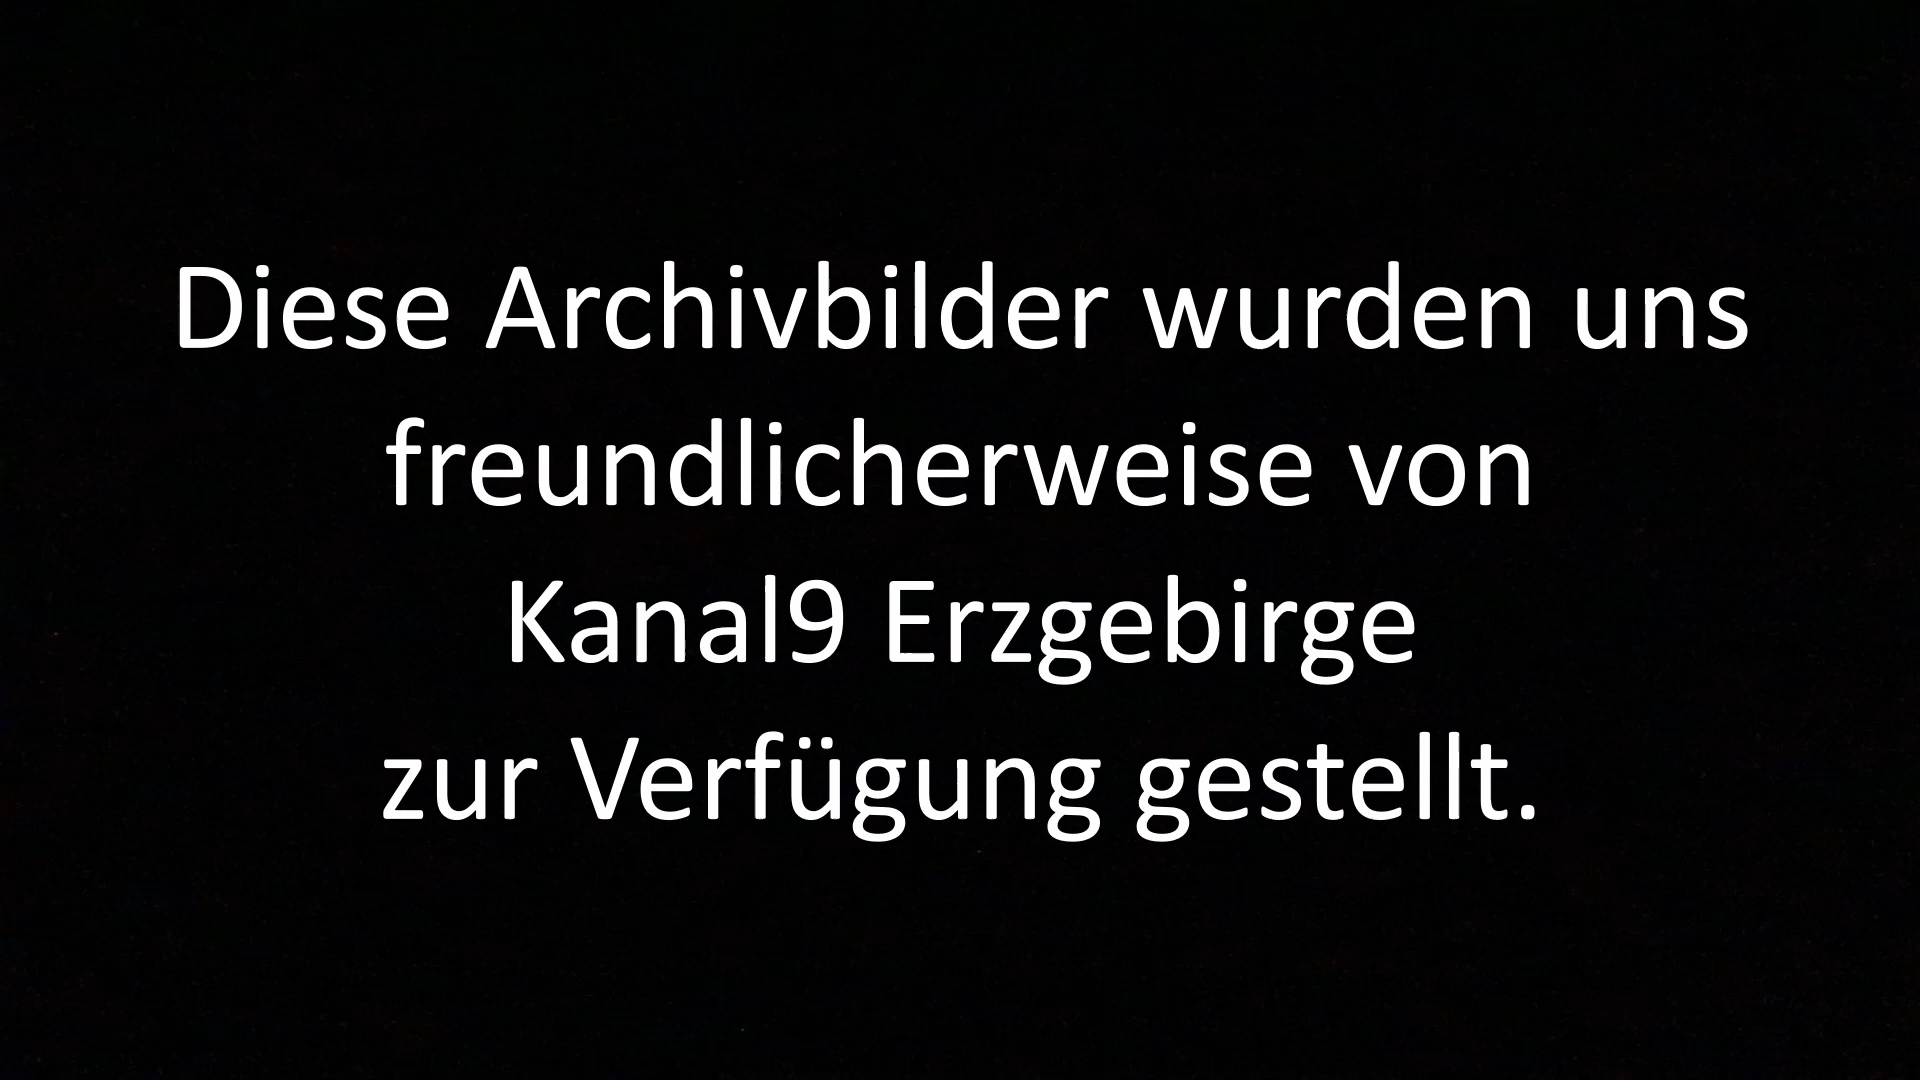 Diese Archivbilder wurden uns
freundlicherweise von
Kanal9 Erzgebirge
zur Verfügung gestellt.